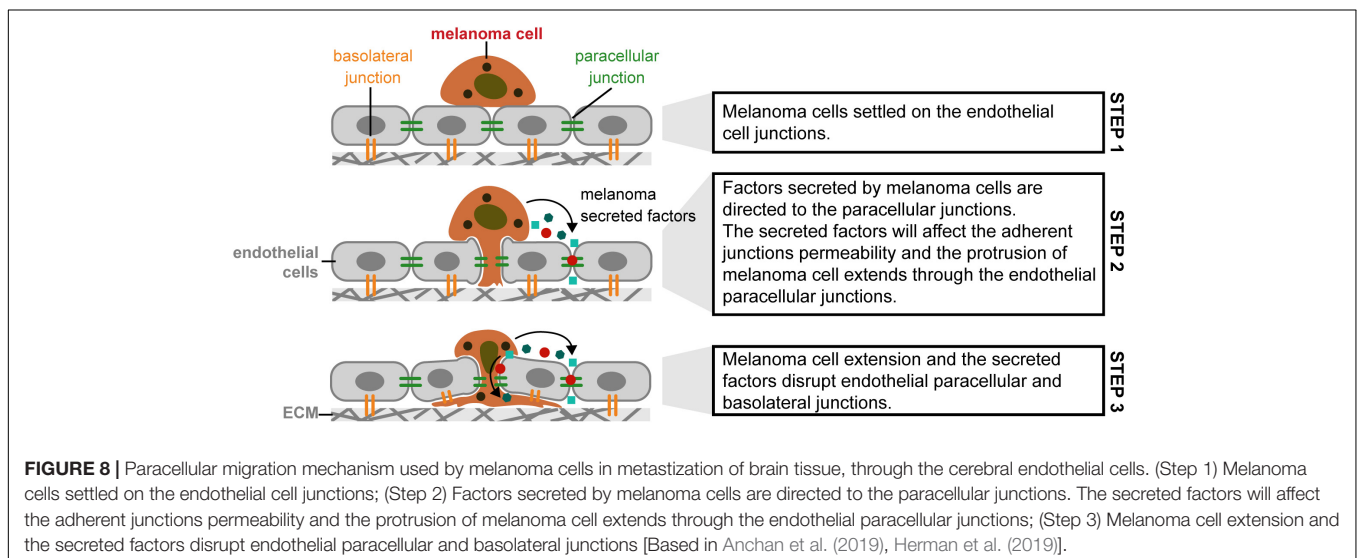 melanoma cell
basolateral
junction
paracellular
junction
Melanoma cells settled on the endothelial
cell junctions.
STEP 1
melanoma
secreted factors
endothelial
cells
Factors secreted by melanoma cells are
directed to the paracellular junctions.
The secreted factors will affect the adherent
junctions permeability and the protrusion of
melanoma cell extends through the endothelial
paracellular junctions.
STEP 2
ECM
Melanoma cell extension and the secreted
factors disrupt endothelial paracellular and
basolateral junctions.
STEP 3
FIGURE 8 | Paracellular migration mechanism used by melanoma cells in metastization of brain tissue, through the cerebral endothelial cells. (Step 1) Melanoma
cells settled on the endothelial cell junctions; (Step 2) Factors secreted by melanoma cells are directed to the paracellular junctions. The secreted factors will affect
the adherent junctions permeability and the protrusion of melanoma cell extends through the endothelial paracellular junctions; (Step 3) Melanoma cell extension and
the secreted factors disrupt endothelial paracellular and basolateral junctions [Based in Anchan et al. (2019), Herman et al. (2019)].